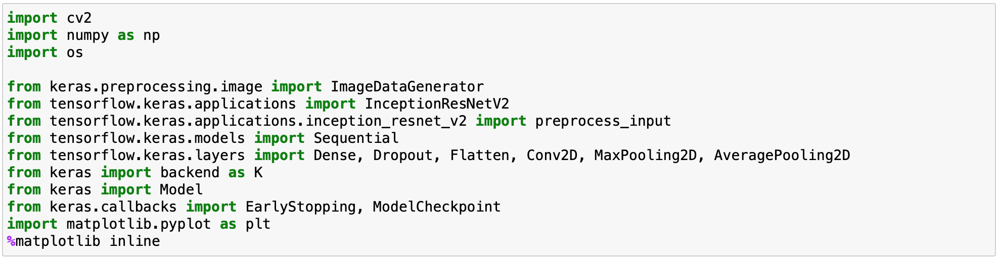 import cv2
import numpy as np
import os

from keras.preprocessing.image import ImageDataGenerator
from tensorflow.keras.applications import InceptionResNetV2
from tensorflow.keras.applications.inception_resnet_v2 import preprocess_input
from tensorflow.keras.models import Sequential
from tensorflow.keras.layers import Dense, Dropout, Flatten, Conv2D, MaxPooling2D, AveragePooling2D
from keras import backend as K
from keras import Model
from keras.callbacks import EarlyStopping, ModelCheckpoint
import matplotlib.pyplot as plt
%matplotlib inline